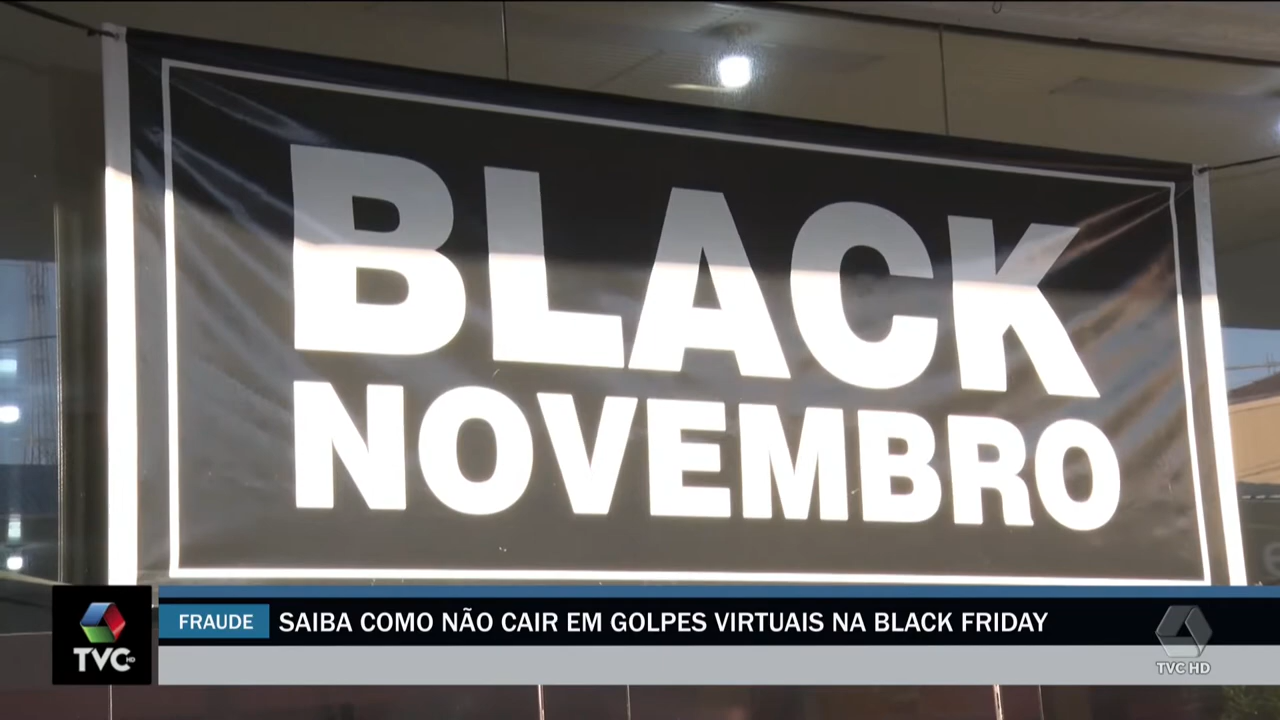 BLACK
NOVEMBRO
FRAUDE
SAIBA COMO NÃO CAIR EM GOLPES VIRTUAIS NA BLACK FRIDAY
TVC HD
TVC HD